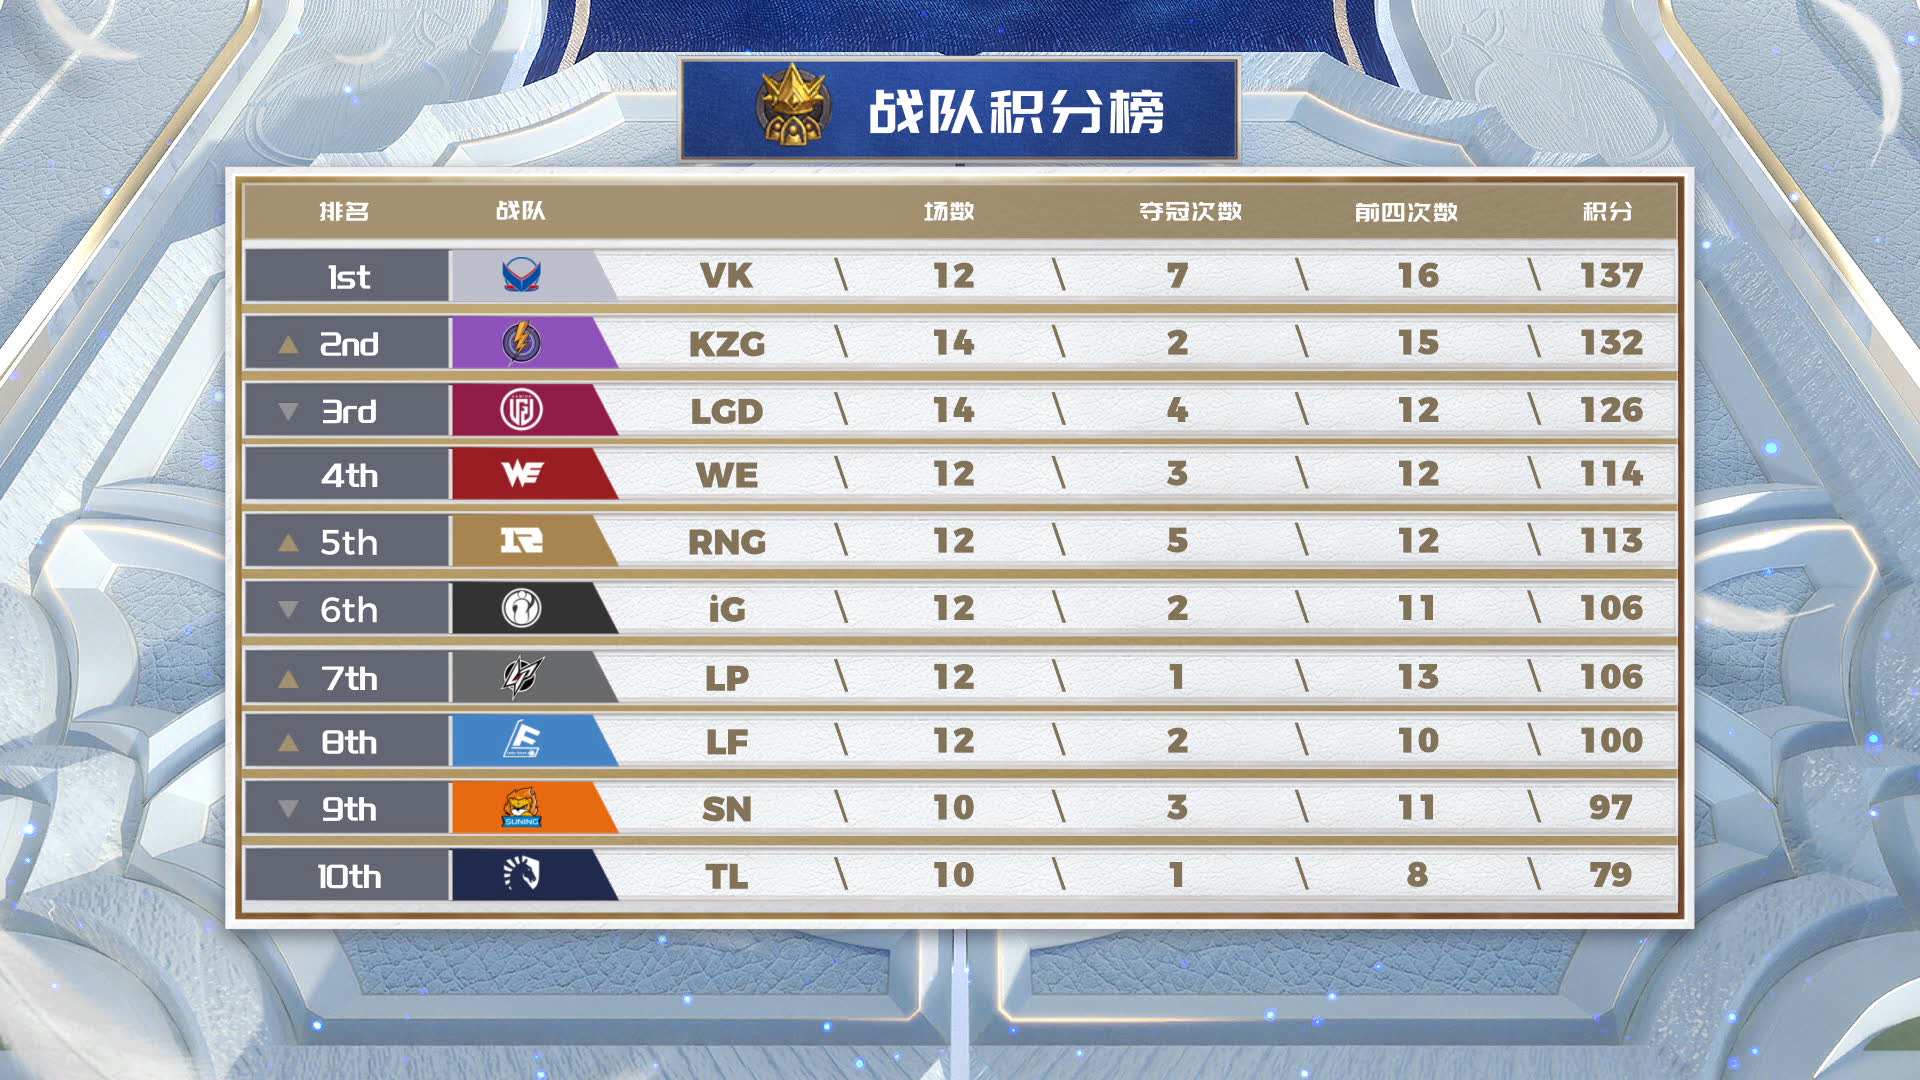 战队积分榜
排名 战队 场数 夺冠次数 前四次数 积分
1st VK \ 12 \ 7 \ 16 \ 137
2nd KZG \ 14 \ 2 \ 15 \ 132
3rd LGD \ 14 \ 4 \ 12 \ 126
4th WE WE \ 12 \ 3 \ 12 \ 114
5th RNG \ 12 \ 5 \ 12 \ 113
6th iG \ 12 \ 2 \ 11 \ 106
7th LP \ 12 \ 1 \ 13 \ 106
8th LF \ 12 \ 2 \ 10 \ 100
9th SUNING SN \ 10 \ 3 \ 11 \ 97
10th TL \ 10 \ 1 \ 8 \ 79